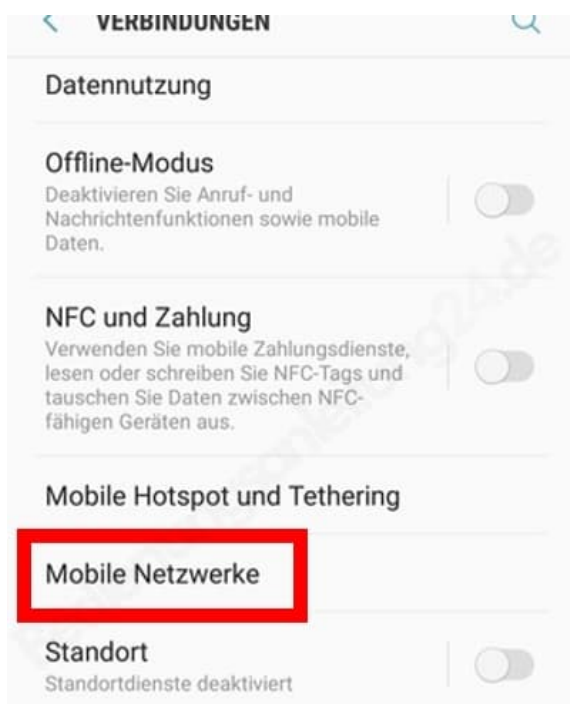 VERBINDUNGEN
Datennutzung
Offline-Modus
Deaktivieren Sie Anruf- und
Nachrichtenfunktionen sowie mobile
Daten.
NFC und Zahlung
Verwenden Sie mobile Zahlungsdienste,
lesen oder schreiben Sie NFC-Tags und
tauschen Sie Daten zwischen NFC-
fähigen Geräten aus.
Mobile Hotspot und Tethering
Mobile Netzwerke
Standort
Standortdienste deaktiviert